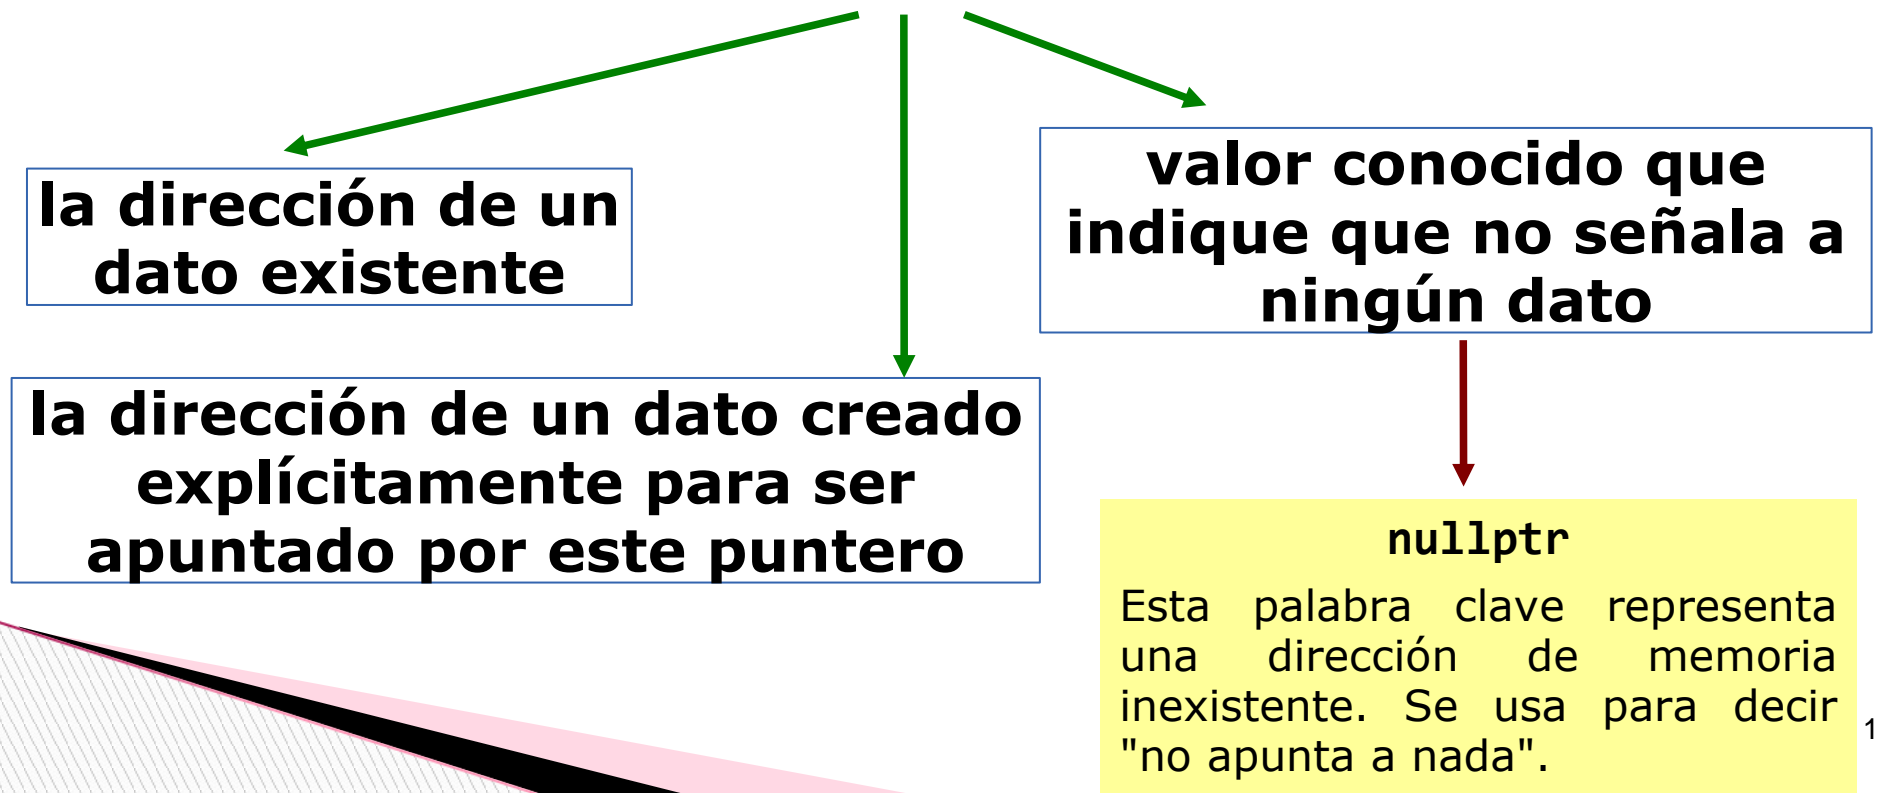 la dirección de un
dato existente
valor conocido que
indique que no señala a
ningún dato
la dirección de un dato creado
explícitamente para ser
apuntado por este puntero
nullptr
Esta palabra clave representa
una dirección de memoria
inexistente. Se usa para decir
"no apunta a nada".
1